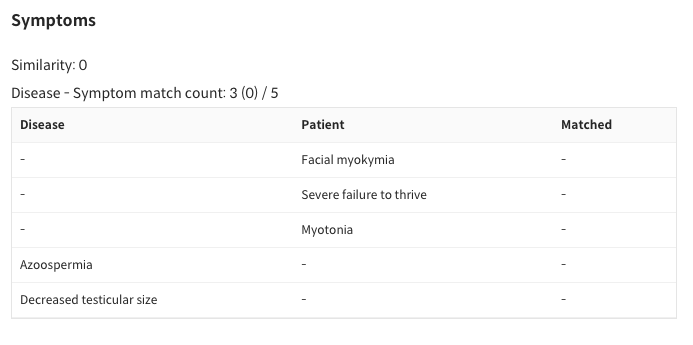 Symptoms
Similarity: 0
Disease - Symptom match count: 3 (0) / 5
Disease Patient Matched
- Facial myokymia -
- Severe failure to thrive -
- Myotonia -
Azoospermia - -
Decreased testicular size - -